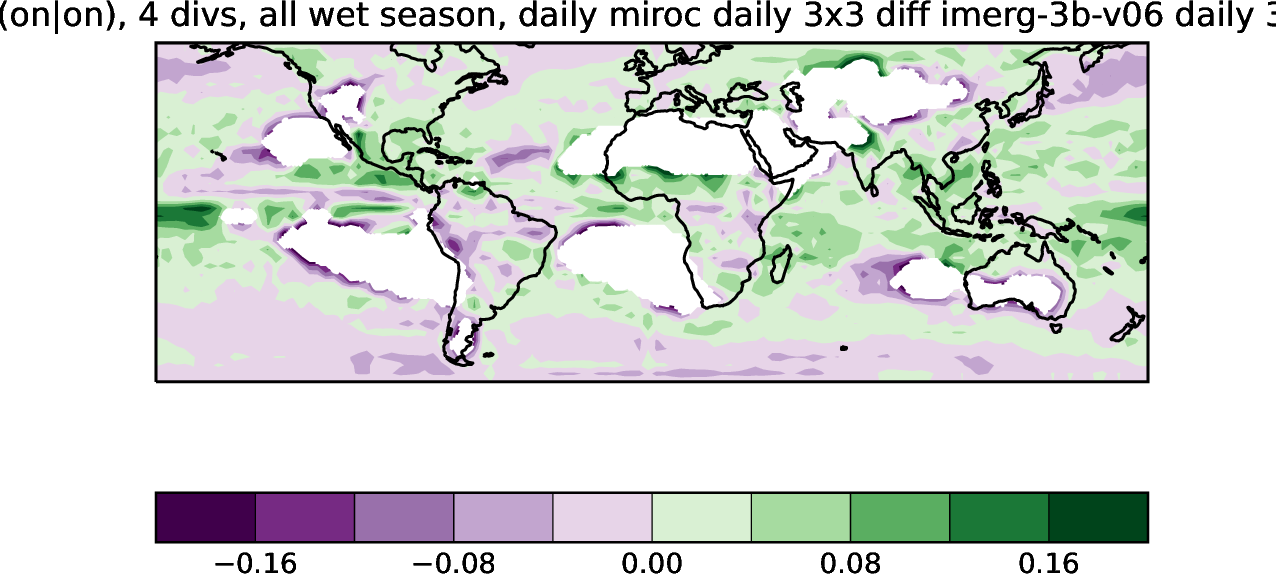 (on|on), 4 divs, all wet season, daily miroc daily 3x3 diff imerg-3b-v06 daily 3
−0.16 −0.08 0.00 0.08 0.16